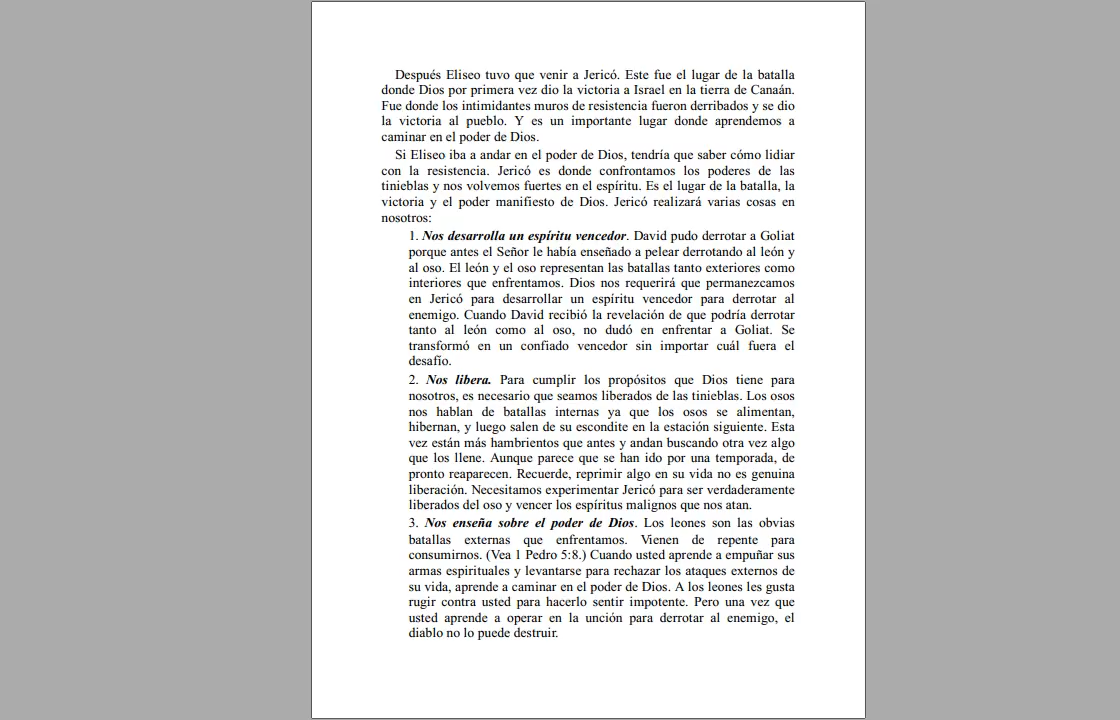 Después Eliseo tuvo que venir a Jericó. Este fue el lugar de la batalla
donde Dios por primera vez dio la victoria a Israel en la tierra de Canaán.
Fue donde los intimidantes muros de resistencia fueron derribados y se dio
la victoria al pueblo. Y es un importante lugar donde aprendemos a
caminar en el poder de Dios.
Si Eliseo iba a andar en el poder de Dios, tendría que saber cómo lidiar
con la resistencia. Jericó es donde confrontamos los poderes de las
tinieblas y nos volvemos fuertes en el espíritu. Es el lugar de la batalla, la
victoria y el poder manifiesto de Dios. Jericó realizará varias cosas en
nosotros:
1. Nos desarrolla un espíritu vencedor. David pudo derrotar a Goliat
porque antes el Señor le había enseñado a pelear derrotando al león y
al oso. El león y el oso representan las batallas tanto exteriores como
interiores que enfrentamos. Dios nos requerirá que permanezcamos
en Jericó para desarrollar un espíritu vencedor para derrotar al
enemigo. Cuando David recibió la revelación de que podría derrotar
tanto al león como al oso, no dudó en enfrentar a Goliat. Se
transformó en un confiado vencedor sin importar cuál fuera el
desafío.
2. Nos libera. Para cumplir los propósitos que Dios tiene para
nosotros, es necesario que seamos liberados de las tinieblas. Los osos
nos hablan de batallas internas ya que los osos se alimentan,
hibernan, y luego salen de su escondite en la estación siguiente. Esta
vez están más hambrientos que antes y andan buscando otra vez algo
que los llene. Aunque parece que se han ido por una temporada, de
pronto reaparecen. Recuerde, reprimir algo en su vida no es genuina
liberación. Necesitamos experimentar Jericó para ser verdaderamente
liberados del oso y vencer los espíritus malignos que nos atan.
3. Nos enseña sobre el poder de Dios. Los leones son las obvias
batallas externas que enfrentamos. Vienen de repente para
consumirnos. (Vea 1 Pedro 5:8.) Cuando usted aprende a empuñar sus
armas espirituales y levantarse para rechazar los ataques externos de
su vida, aprende a caminar en el poder de Dios. A los leones les gusta
rugir contra usted para hacerlo sentir impotente. Pero una vez que
usted aprende a operar en la unción para derrotar al enemigo, el
diablo no lo puede destruir.